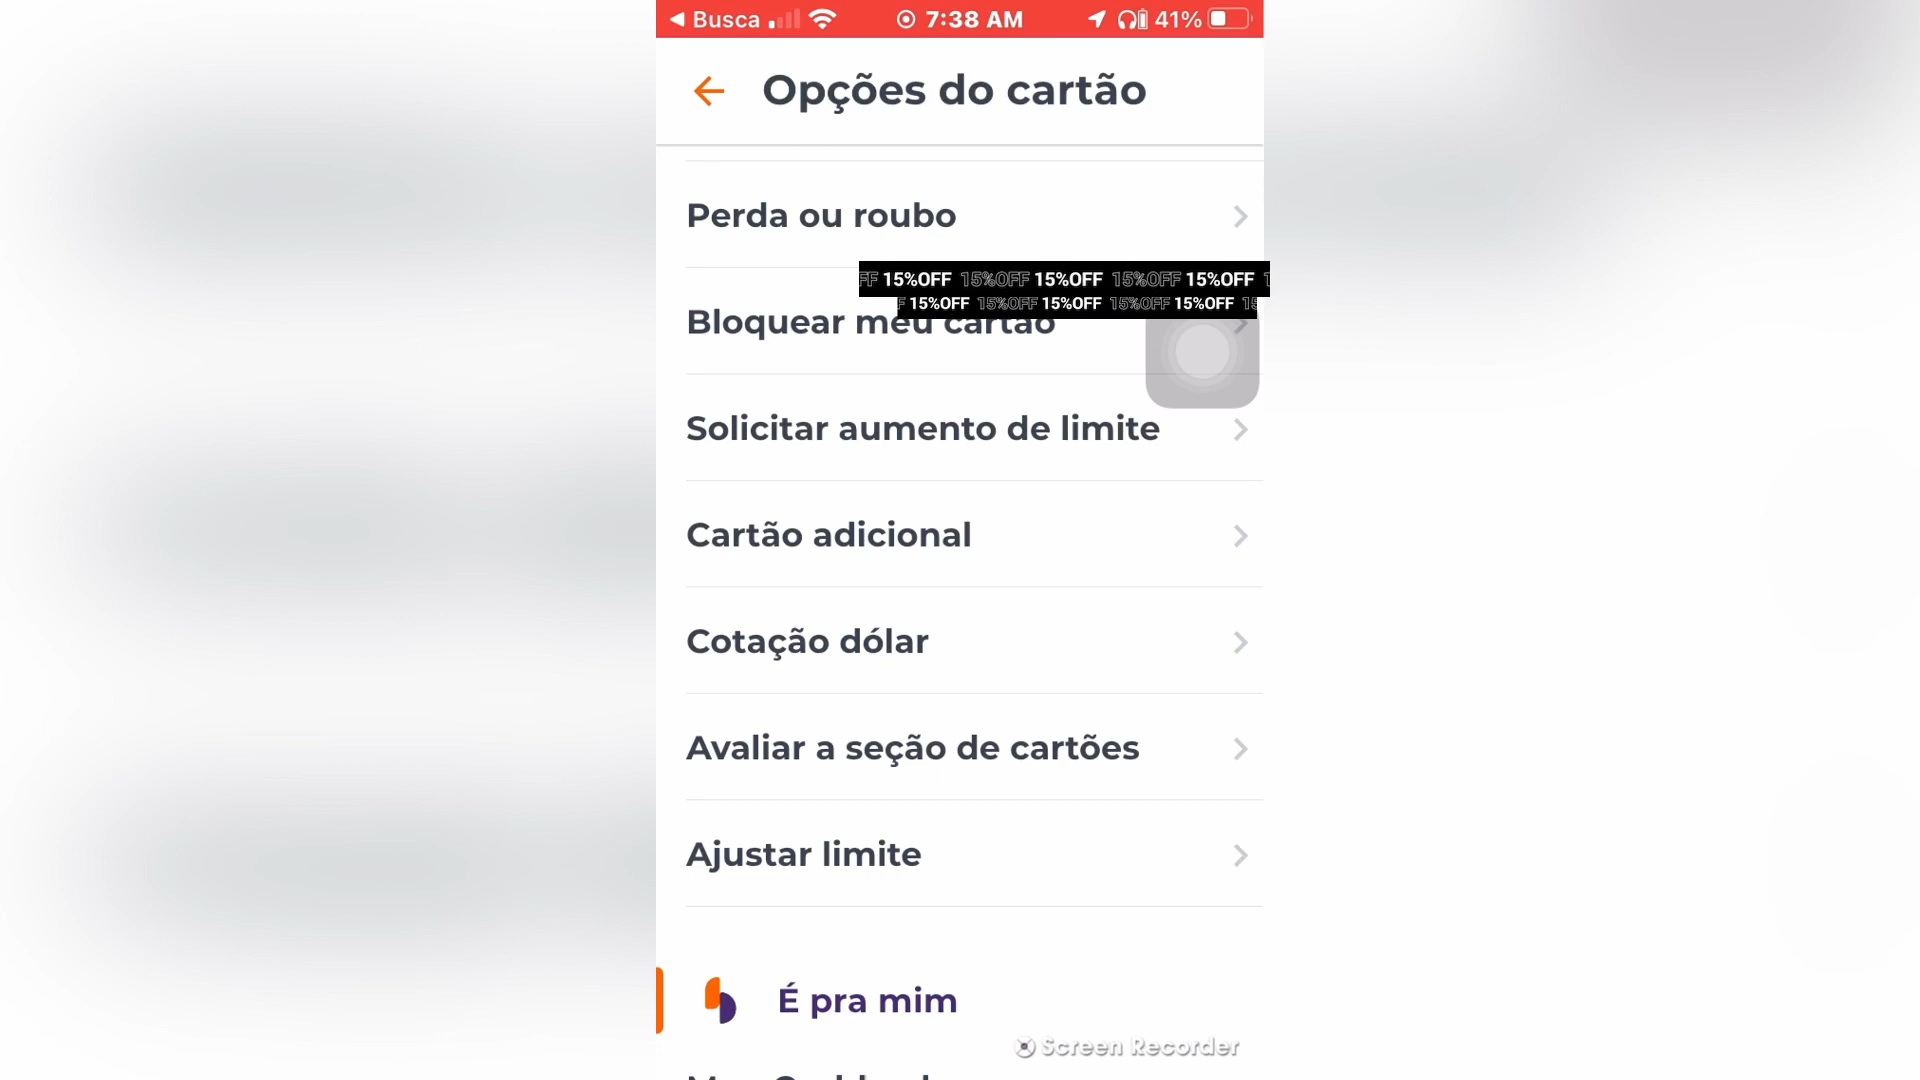 Busca 7:38 AM 41%
Opções do cartão
Perda ou roubo
15%OFF 15%OFF 15%OFF 15%OFF 15%OFF
15%OFF 15%OFF 15%OFF 15%OFF 15%OFF
Bloquear meu cartão
Solicitar aumento de limite
Cartão adicional
Cotação dólar
Avaliar a seção de cartões
Ajustar limite
É pra mim
Screen Recorder